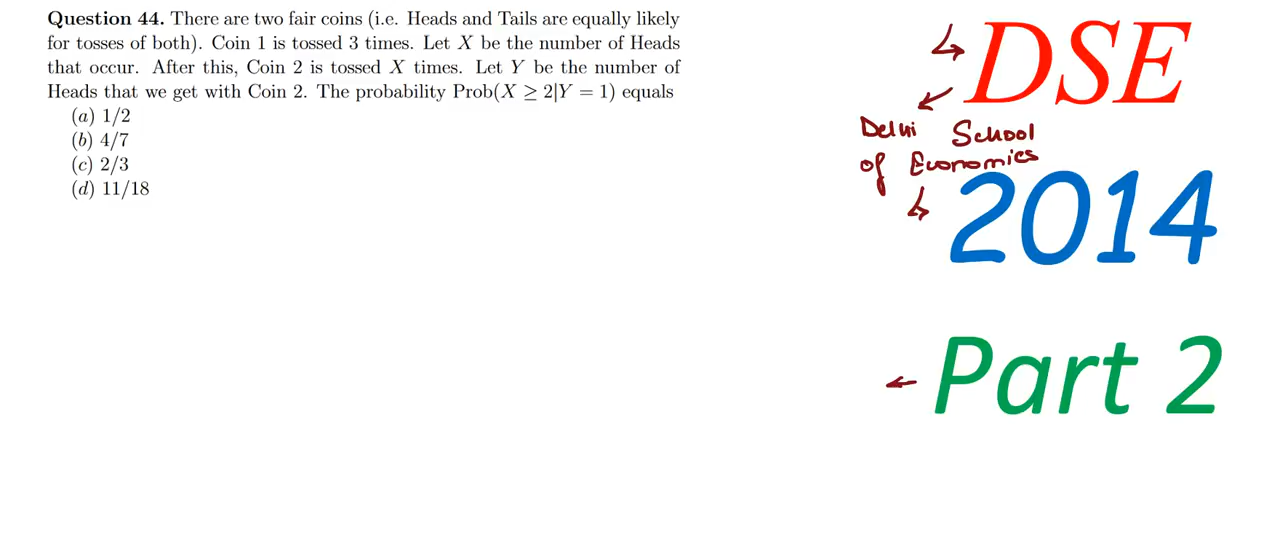 Question 44. There are two fair coins (i.e. Heads and Tails are equally likely
for tosses of both). Coin 1 is tossed 3 times. Let X be the number of Heads
that occur. After this, Coin 2 is tossed X times. Let Y be the number of
Heads that we get with Coin 2. The probability Prob(X ≥ 2|Y = 1) equals
(a) 1/2
(b) 4/7
(c) 2/3
(d) 11/18
DSE
Delhi School
of Economics
2014
Part 2